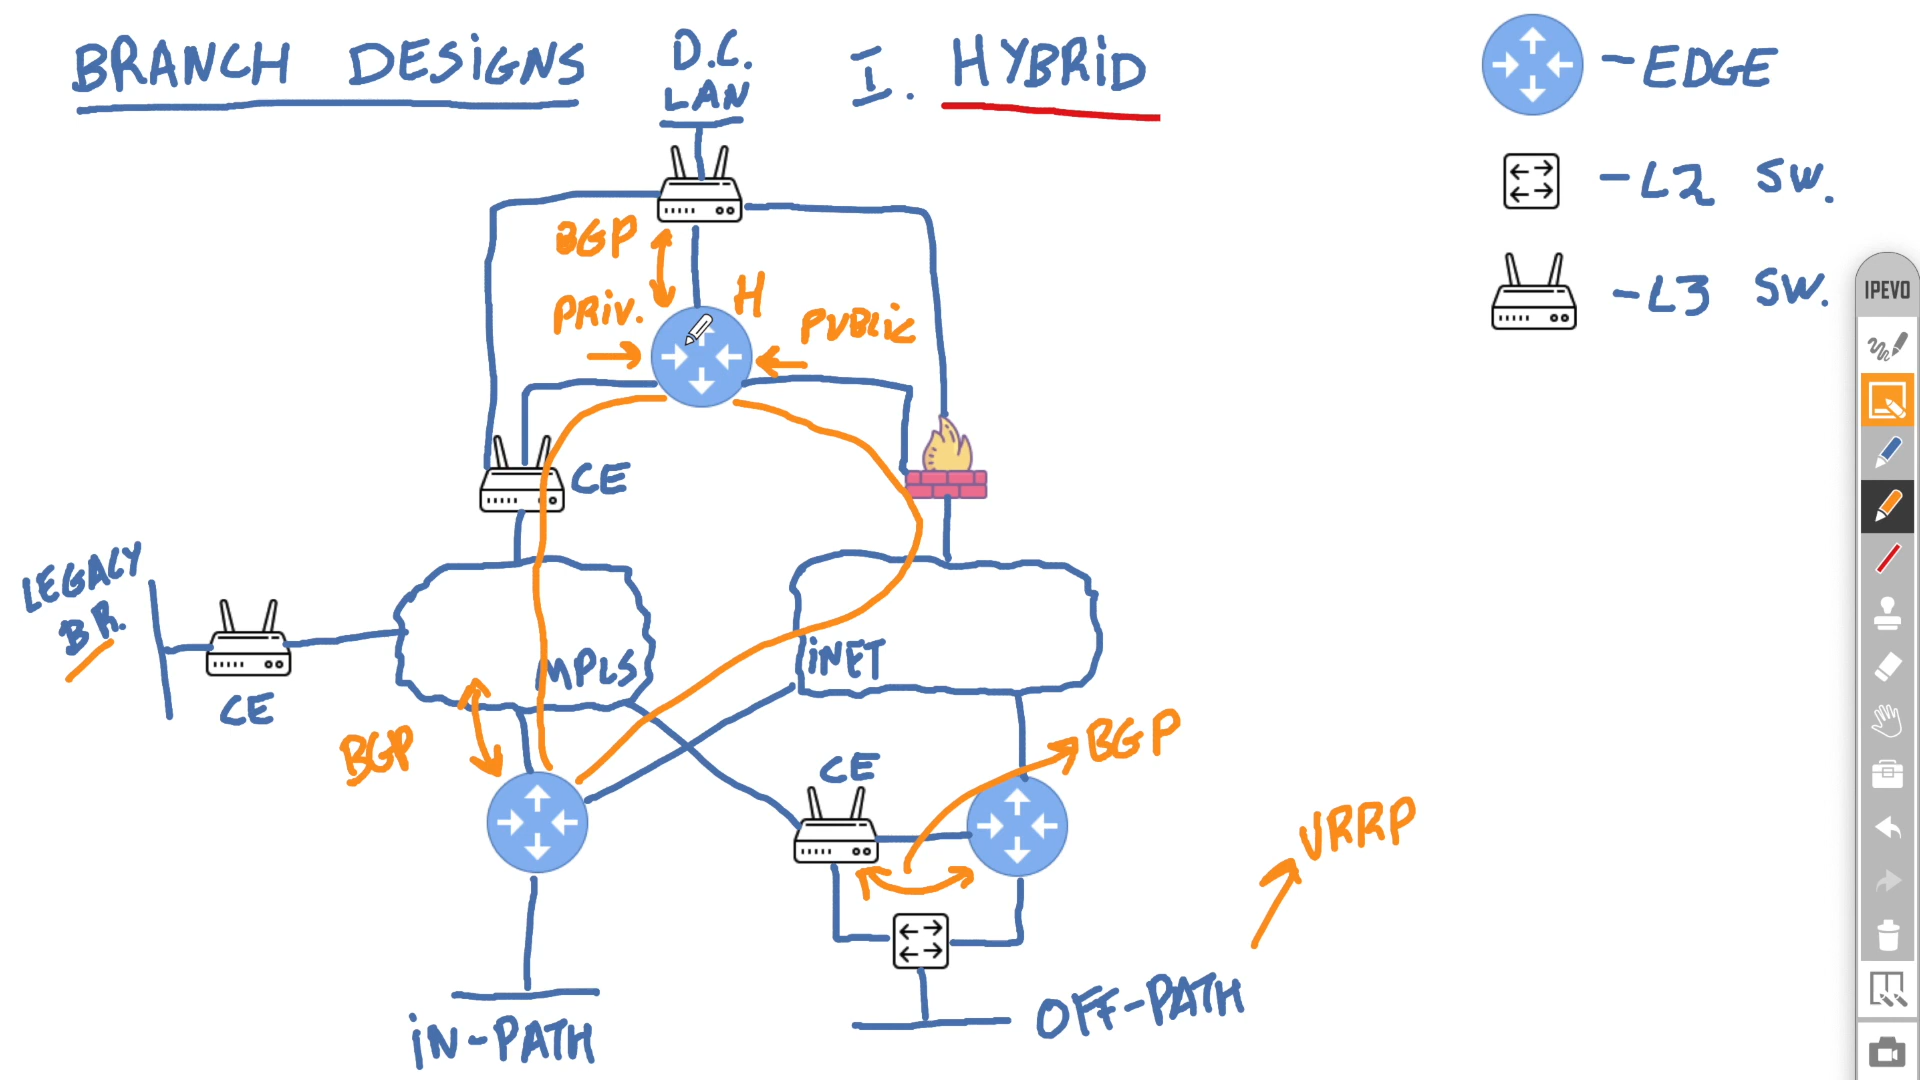 BRANCH DESIGNS
D.C.
LAN
I. HYBRID
- EDGE
- L2 SW.
- L3 SW.
IPEVO
BGP
H
PRIV.
PUBLIC
CE
LEGACY
BR.
CE
MPLS
iNET
BGP
CE
BGP
VRRP
iN-PATH
OFF-PATH